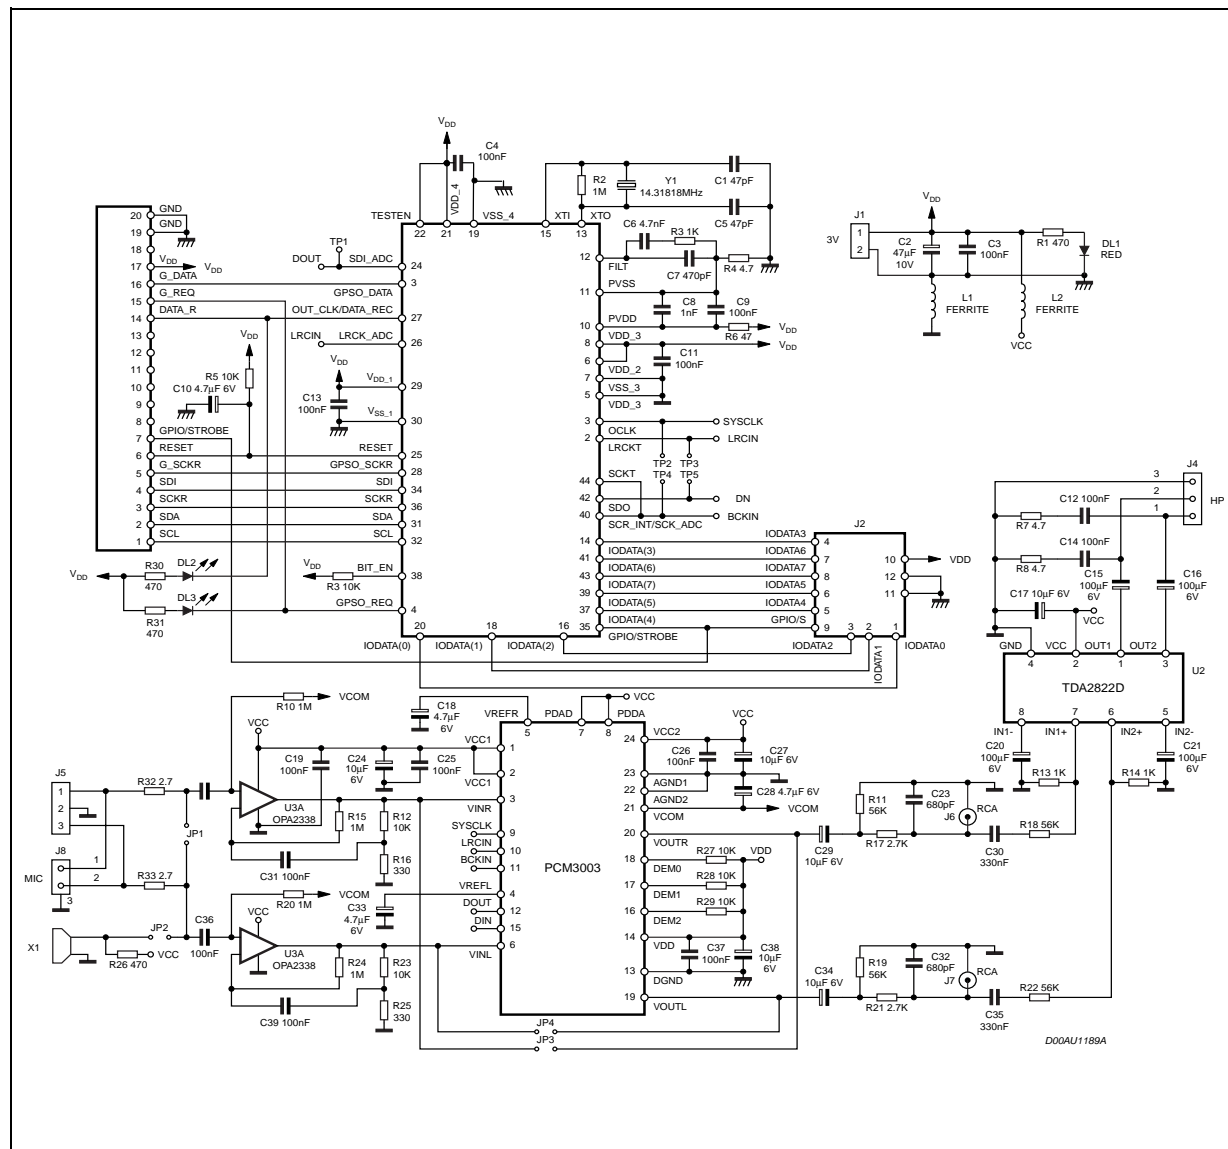 VDD
C4
100nF
VDD_4
TESTEN
VSS_4
XTI
XTO
22
21
19
15
13
R2
1M
Y1
14.31818MHz
C1 47pF
C5 47pF
C6 4.7nF
R3 1K
C7 470pF
R4 4.7
12
FILT
11
PVSS
C8
1nF
C9
100nF
10
PVDD
R6 47
VDD
8
VDD_3
VDD
6
C11
100nF
VDD_2
7
VSS_3
5
VDD_3
3
SYSCLK
OCLK
2
LRCIN
LRCKT
TP2
TP4
TP3
TP5
44
SCKT
42
DN
SDO
40
BCKIN
SCR_INT/SCK_ADC
14
IODATA3
41
IODATA(3)
IODATA6
43
IODATA(6)
IODATA7
39
IODATA(7)
IODATA5
37
IODATA(5)
IODATA4
35
IODATA(4)
GPIO/S
GPIO/STROBE
J2
4
7
8
6
5
9
10
VDD
12
11
3
2
1
IODATA2
IODATA1
IODATA0
J1
3V
1
2
VDD
C2
47µF
10V
C3
100nF
R1 470
DL1
RED
L1
FERRITE
L2
FERRITE
VCC
20
GND
19
GND
18
17
VDD
VDD
16
G_DATA
15
G_REQ
14
DATA_R
13
12
11
10
9
8
7
GPIO/STROBE
6
RESET
5
G_SCKR
4
SDI
3
SCKR
2
SDA
1
SCL
TP1
DOUT
SDI_ADC
24
GPSO_DATA
3
OUT_CLK/DATA_REC
27
LRCIN
LRCK_ADC
26
VDD
R5 10K
C10 4.7µF 6V
VDD
VDD_1
29
C13
100nF
VSS_1
30
RESET
25
GPSO_SCKR
28
SDI
34
SCKR
36
SDA
31
SCL
32
VDD
R30
470
DL2
VDD
R3 10K
BIT_EN
38
R31
470
DL3
GPSO_REQ
4
20
18
16
IODATA(0)
IODATA(1)
IODATA(2)
J4
3
2
1
HP
C12 100nF
R7 4.7
C14 100nF
R8 4.7
C15
100µF
6V
C16
100µF
6V
C17 10µF 6V
VCC
GND
VCC
OUT1
OUT2
4
2
1
3
U2
TDA2822D
8
7
6
5
IN1-
IN1+
IN2+
IN2-
C20
100µF
6V
R13 1K
R14 1K
C21
100µF
6V
R10 1M
VCOM
VCC
J5
1
2
3
R32 2.7
J8
MIC
1
2
3
R33 2.7
JP1
JP2
X1
R26 470
VCC
C36
100nF
U3A
OPA2338
C19
100nF
C24
10µF
6V
C25
100nF
R15
1M
R12
10K
C31 100nF
R16
330
R20 1M
VCOM
VCC
U3A
OPA2338
R24
1M
R23
10K
C39 100nF
R25
330
C18
4.7µF
6V
C33
4.7µF
6V
VREFR
PDAD
PDDA
VCC
5
7
8
VCC1
1
VCC1
2
VINR
3
SYSCLK
9
LRCIN
10
BCKIN
11
VREFL
4
DOUT
12
DIN
15
VINL
6
PCM3003
24
VCC2
23
AGND1
22
AGND2
21
VCOM
20
VOUTR
18
DEM0
17
DEM1
16
DEM2
14
VDD
13
DGND
19
VOUTL
VCC
C26
100nF
C27
10µF 6V
C28 4.7µF 6V
VCOM
R27 10K
VDD
R28 10K
R29 10K
C37
100nF
C38
10µF
6V
JP4
JP3
C29
10µF 6V
R11
56K
C23
680pF
RCA
J6
R17 2.7K
C30
330nF
R18 56K
C34
10µF 6V
R19
56K
C32
680pF
RCA
J7
R21 2.7K
C35
330nF
R22 56K
D00AU1189A